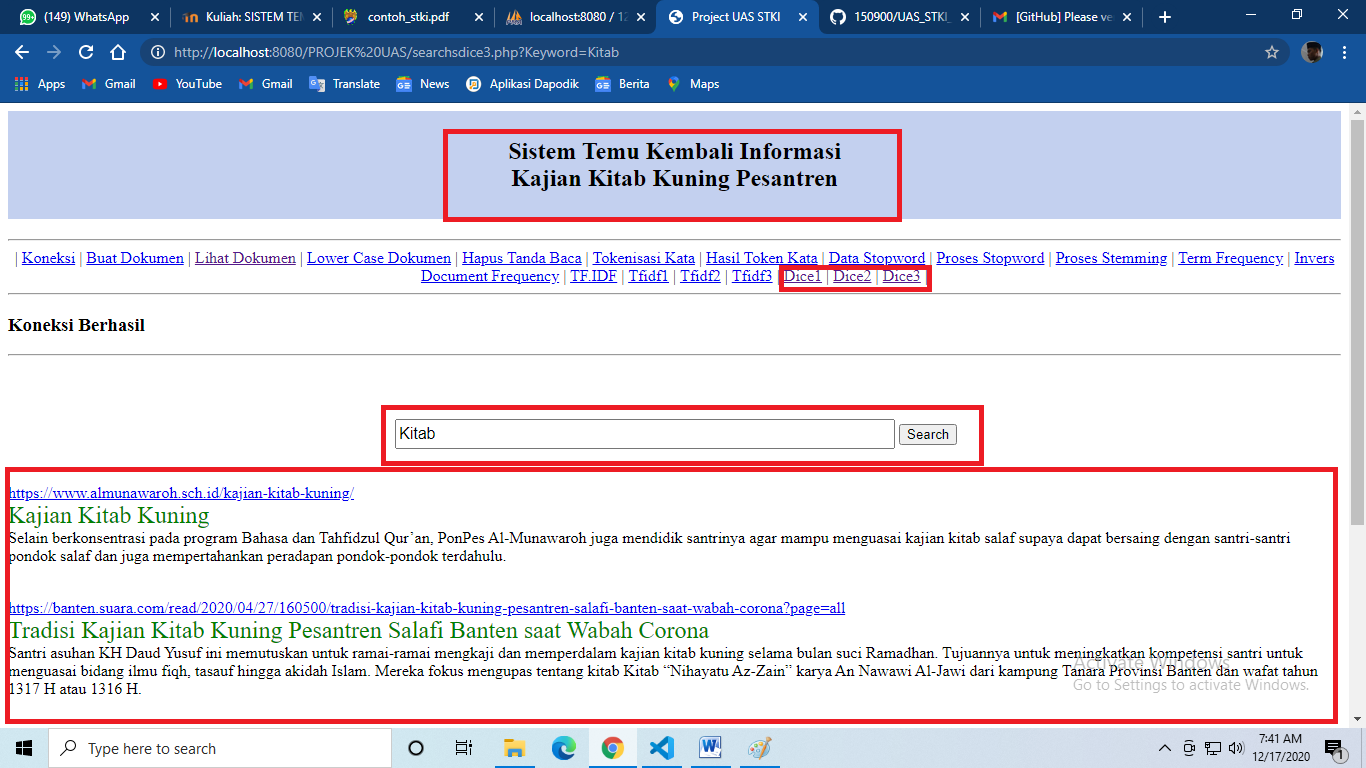 (149) WhatsApp
Kuliah: SISTEM TEM
contoh_stki.pdf
localhost:8080 / 12
Project UAS STKI
150900/UAS_STKI_
[GitHub] Please ve
http://localhost:8080/PROJEK%20UAS/searchsdice3.php?Keyword=Kitab
Apps Gmail YouTube Gmail Translate News Aplikasi Dapodik Berita Maps
Sistem Temu Kembali Informasi
Kajian Kitab Kuning Pesantren
| Koneksi | Buat Dokumen | Lihat Dokumen | Lower Case Dokumen | Hapus Tanda Baca | Tokenisasi Kata | Hasil Token Kata | Data Stopword | Proses Stopword | Proses Stemming | Term Frequency | Invers
Document Frequency | TF.IDF | Tfidf1 | Tfidf2 | Tfidf3 | Dice1 | Dice2 | Dice3 |
Koneksi Berhasil
Kitab Search
https://www.almunawaroh.sch.id/kajian-kitab-kuning/
Kajian Kitab Kuning
Selain berkonsentrasi pada program Bahasa dan Tahfidzul Qur’an, PonPes Al-Munawaroh juga mendidik santrinya agar mampu menguasai kajian kitab salaf supaya dapat bersaing dengan santri-santri
pondok salaf dan juga mempertahankan peradapan pondok-pondok terdahulu.
https://banten.suara.com/read/2020/04/27/160500/tradisi-kajian-kitab-kuning-pesantren-salafi-banten-saat-wabah-corona?page=all
Tradisi Kajian Kitab Kuning Pesantren Salafi Banten saat Wabah Corona
Santri asuhan KH Daud Yusuf ini memutuskan untuk ramai-ramai mengkaji dan memperdalam kajian kitab kuning selama bulan suci Ramadhan. Tujuannya untuk meningkatkan kompetensi santri untuk
menguasai bidang ilmu fiqh, tasauf hingga akidah Islam. Mereka fokus mengupas tentang kitab Kitab “Nihayatu Az-Zain” karya An Nawawi Al-Jawi dari kampung Tanara Provinsi Banten dan wafat tahun
1317 H atau 1316 H.
Activate Windows
Go to Settings to activate Windows.
Type here to search
7:41 AM
12/17/2020
1